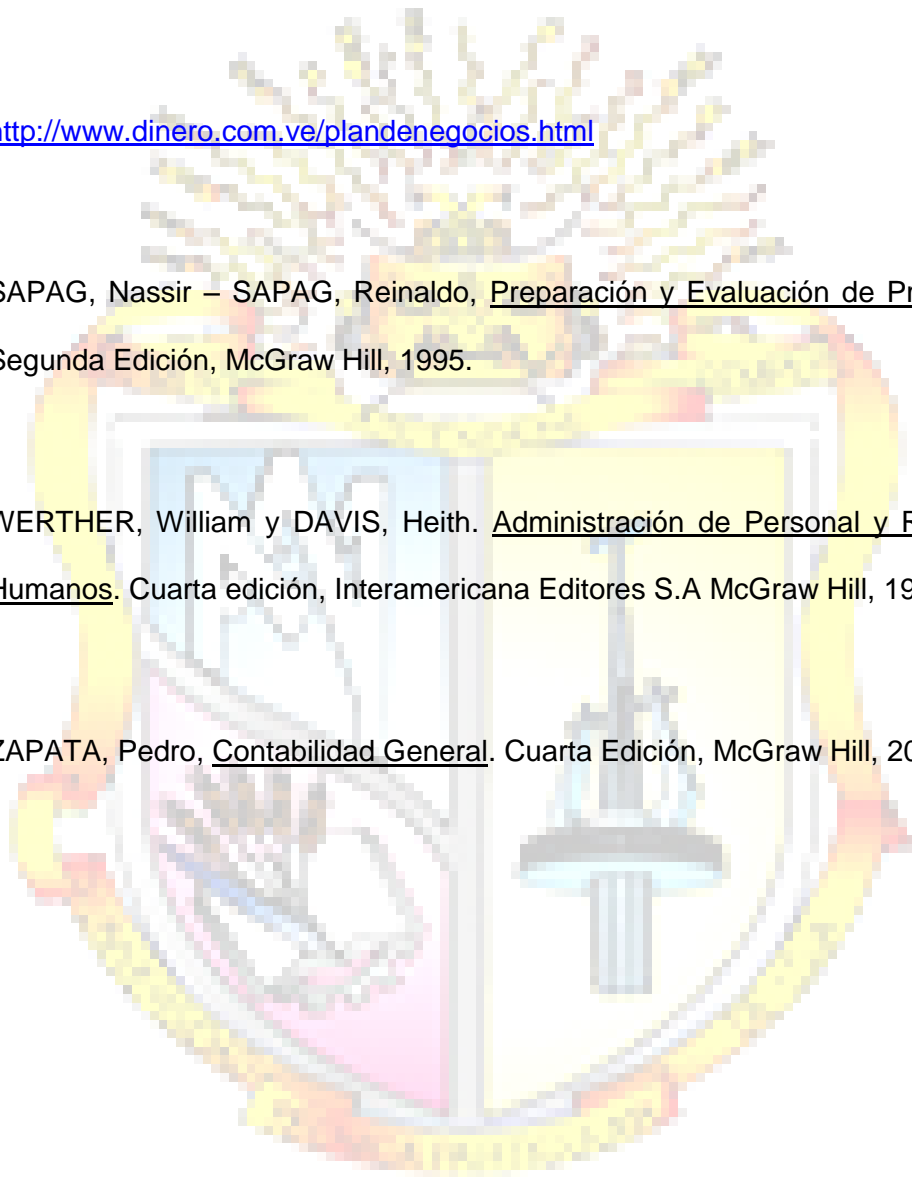 http://www.dinero.com.ve/plandenegocios.html
SAPAG, Nassir – SAPAG, Reinaldo, Preparación y Evaluación de Pr
Segunda Edición, McGraw Hill, 1995.
WERTHER, William y DAVIS, Heith. Administración de Personal y R
Humanos. Cuarta edición, Interamericana Editores S.A McGraw Hill, 19
ZAPATA, Pedro, Contabilidad General. Cuarta Edición, McGraw Hill, 20